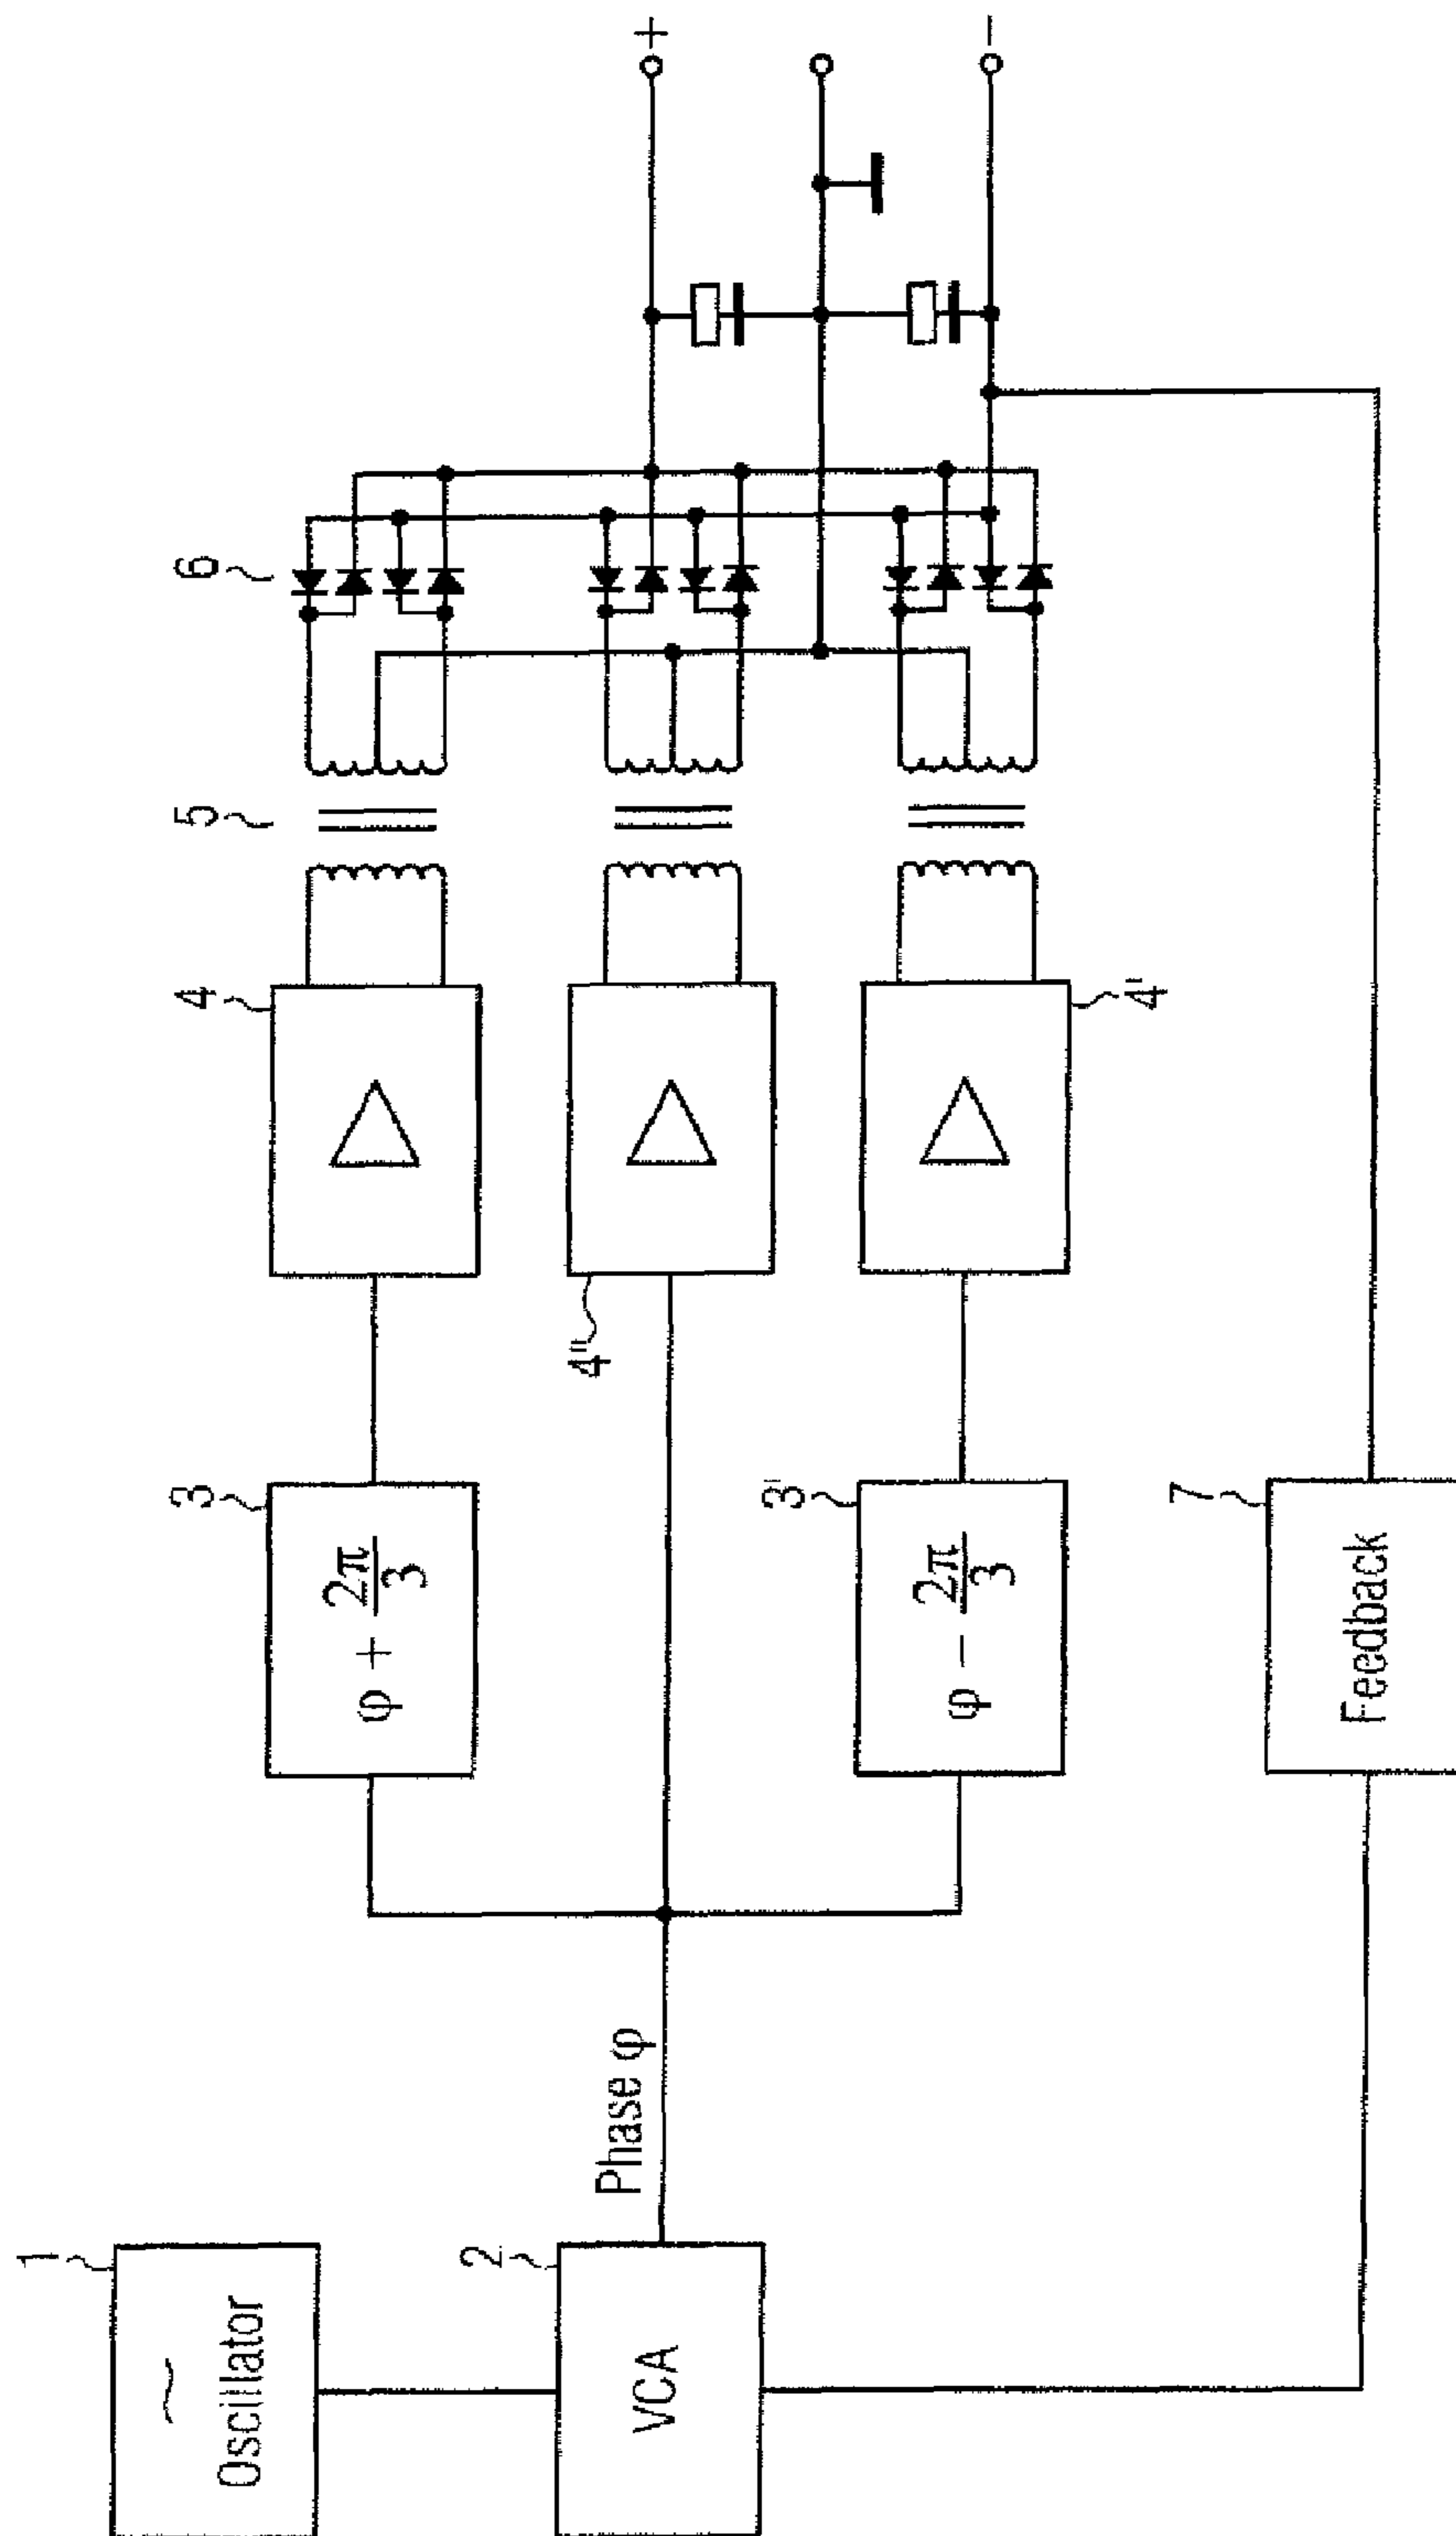 1
~
Oscillator
2
VCA
Phase φ
3
φ + 2π/3
3'
φ − 2π/3
7
Feedback
4
4"
4'
5
6
+
−